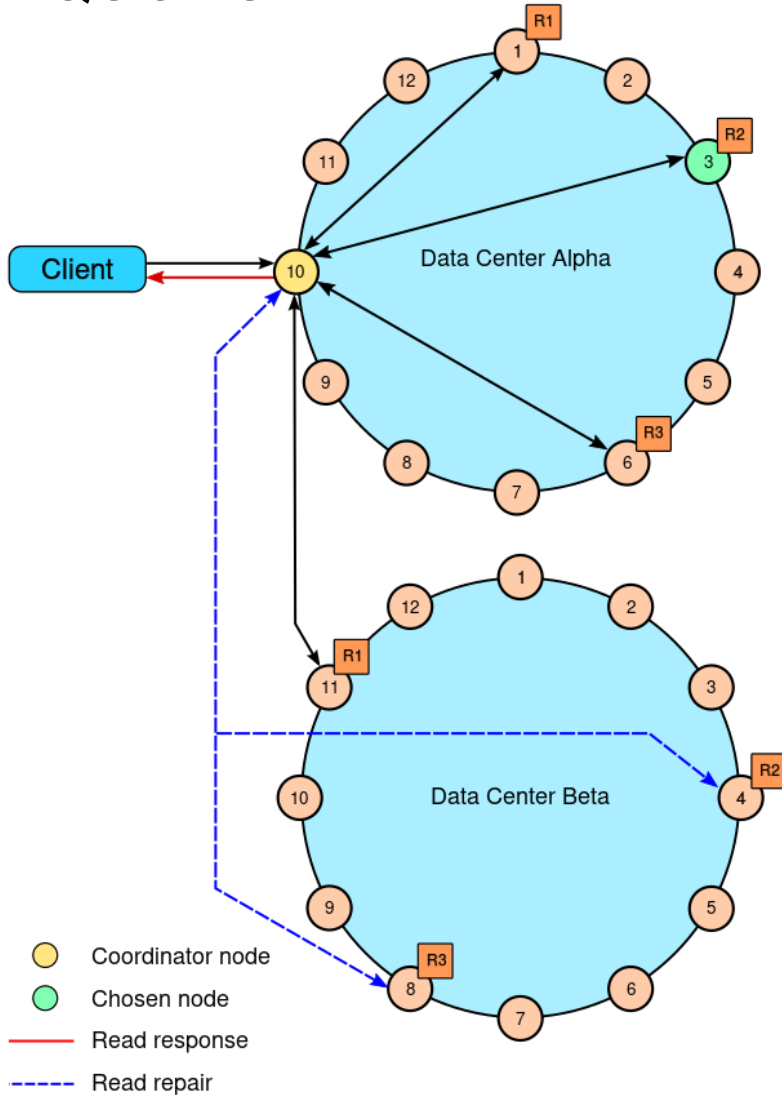 R1
1
12
2
R2
11
3
Client
10
Data Center Alpha
4
9
5
R3
8
6
7
1
12
2
R1
11
3
R2
10
Data Center Beta
4
9
5
R3
8
6
7
Coordinator node
Chosen node
Read response
Read repair